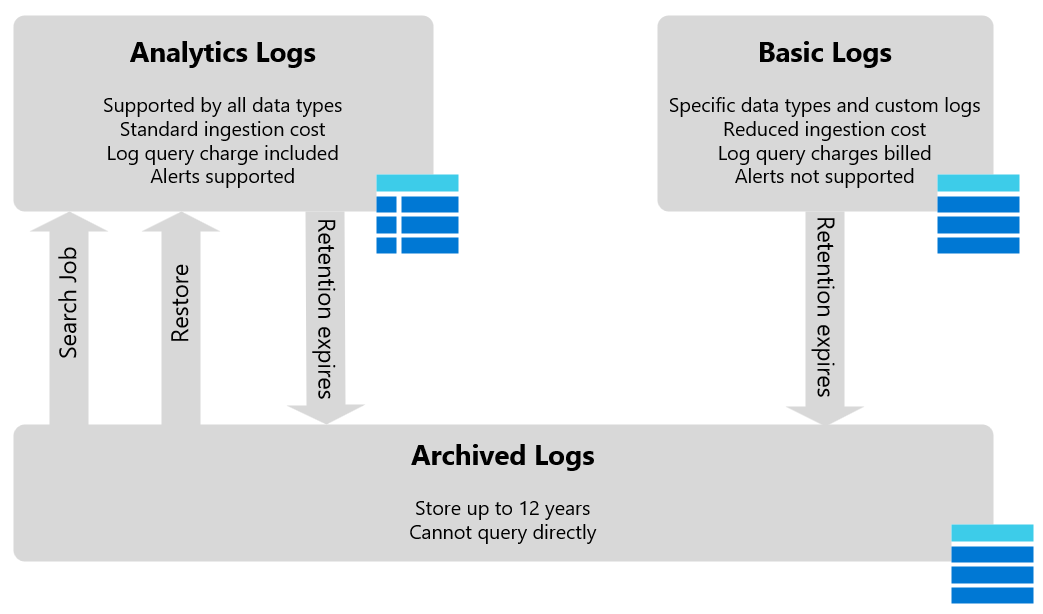 Analytics Logs
Supported by all data types
Standard ingestion cost
Log query charge included
Alerts supported
Basic Logs
Specific data types and custom logs
Reduced ingestion cost
Log query charges billed
Alerts not supported
Search Job
Restore
Retention expires
Retention expires
Archived Logs
Store up to 12 years
Cannot query directly